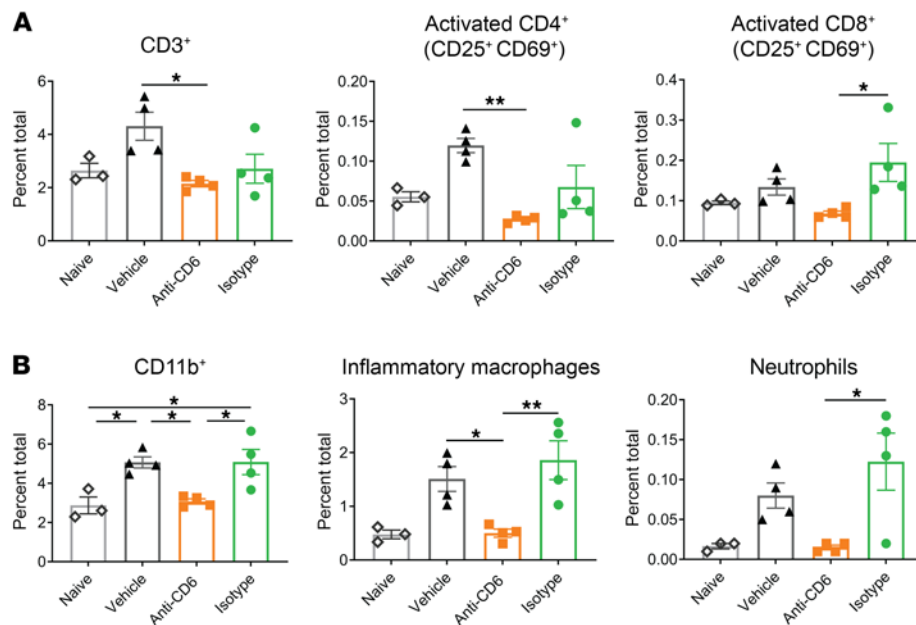 A
CD3+
Activated CD4+
(CD25+ CD69+)
Activated CD8+
(CD25+ CD69+)
Percent total
6
4
2
0
*
Naive
Vehicle
Anti-CD6
Isotype
Percent total
0.20
0.15
0.10
0.05
0.00
**
Naive
Vehicle
Anti-CD6
Isotype
Percent total
0.4
0.3
0.2
0.1
0.0
*
Naive
Vehicle
Anti-CD6
Isotype
B
CD11b+
Inflammatory macrophages
Neutrophils
Percent total
8
6
4
2
0
*
* * *
Naive
Vehicle
Anti-CD6
Isotype
Percent total
3
2
1
0
*
**
Naive
Vehicle
Anti-CD6
Isotype
Percent total
0.20
0.15
0.10
0.05
0.00
*
Naive
Vehicle
Anti-CD6
Isotype